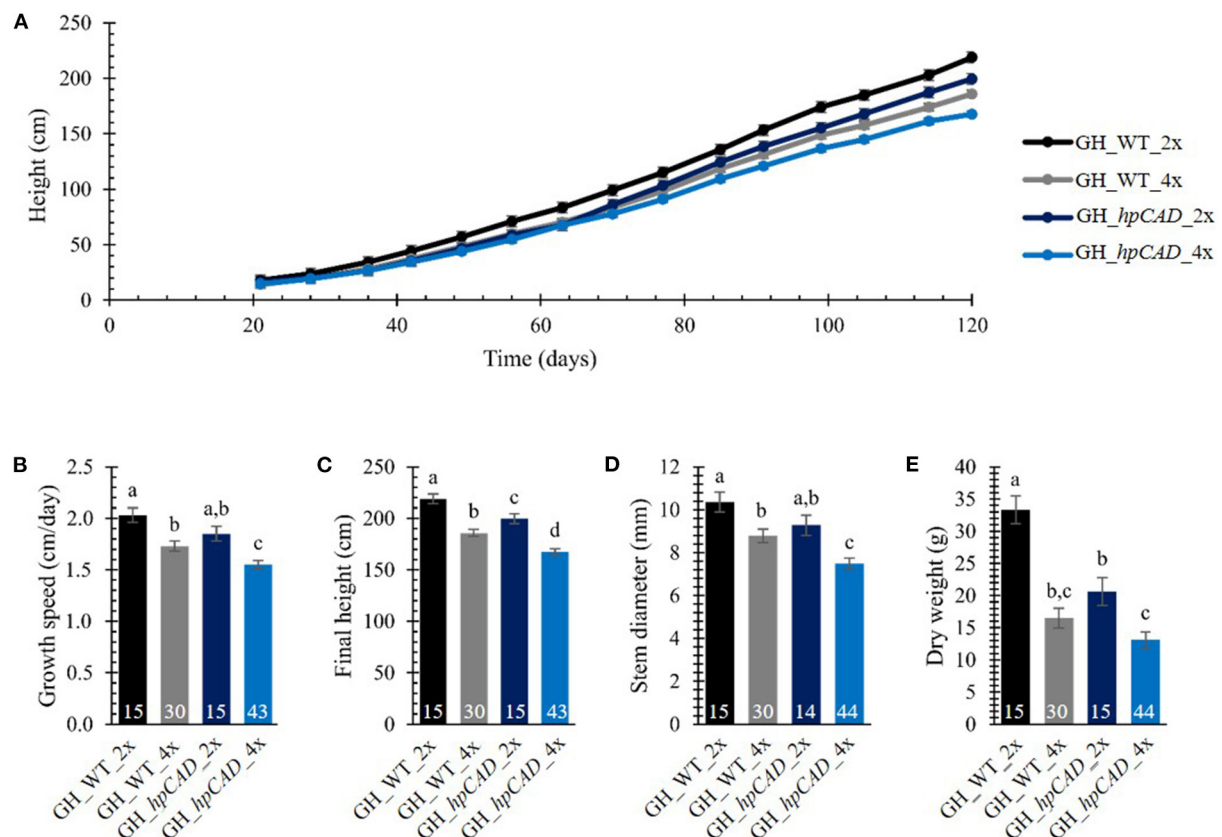 A
250
200
150
100
50
0
Height (cm)
0 20 40 60 80 100 120
Time (days)
GH_WT_2x
GH_WT_4x
GH_hpCAD_2x
GH_hpCAD_4x
B
2.5
2.0
1.5
1.0
0.5
0.0
Growth speed (cm/day)
a b a,b c
15 30 15 43
GH_WT_2x
GH_WT_4x
GH_hpCAD_2x
GH_hpCAD_4x
C
250
200
150
100
50
0
Final height (cm)
a b c d
15 30 15 43
GH_WT_2x
GH_WT_4x
GH_hpCAD_2x
GH_hpCAD_4x
D
12
10
8
6
4
2
0
Stem diameter (mm)
a b a,b c
15 30 14 44
GH_WT_2x
GH_WT_4x
GH_hpCAD_2x
GH_hpCAD_4x
E
40
35
30
25
20
15
10
5
0
Dry weight (g)
a b,c b c
15 30 15 44
GH_WT_2x
GH_WT_4x
GH_hpCAD_2x
GH_hpCAD_4x